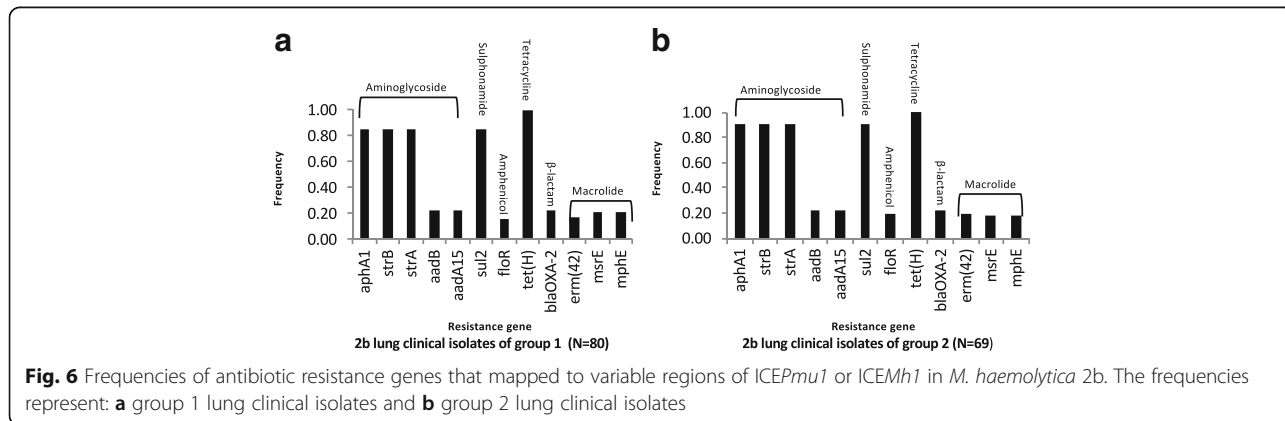 a
Aminoglycoside
Sulphonamide
Amphenicol
Tetracycline
β-lactam
Macrolide
Frequency
1.00
0.80
0.60
0.40
0.20
0.00
aphA1
strB
strA
aadB
aadA15
sul2
floR
tet(H)
blaOXA-2
erm(42)
msrE
mphE
Resistance gene
2b lung clinical isolates of group 1 (N=80)
b
Aminoglycoside
Sulphonamide
Amphenicol
Tetracycline
β-lactam
Macrolide
Frequency
1.00
0.80
0.60
0.40
0.20
0.00
aphA1
strB
strA
aadB
aadA15
sul2
floR
tet(H)
blaOXA-2
erm(42)
msrE
mphE
Resistance gene
2b lung clinical isolates of group 2 (N=69)
Fig. 6 Frequencies of antibiotic resistance genes that mapped to variable regions of ICEPmu1 or ICEMh1 in M. haemolytica 2b. The frequencies
represent: a group 1 lung clinical isolates and b group 2 lung clinical isolates